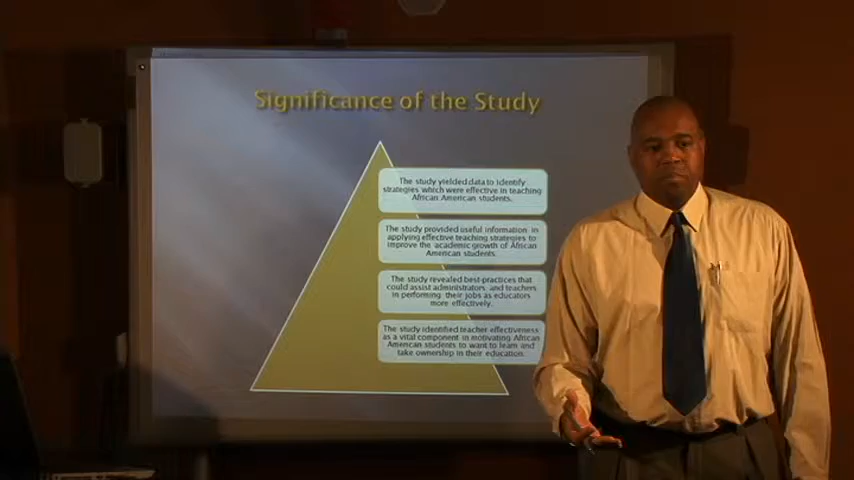 Significance of the Study
The study yielded data to identify
strategies which were effective in teaching
African American students.
The study provided useful information in
applying effective teaching strategies to
improve the academic growth of African
American students.
The study revealed best-practices that
could assist administrators and teachers
in performing their jobs as educators
more effectively.
The study identified teacher effectiveness
as a vital component in motivating African
American students to want to learn and
take ownership in their education.